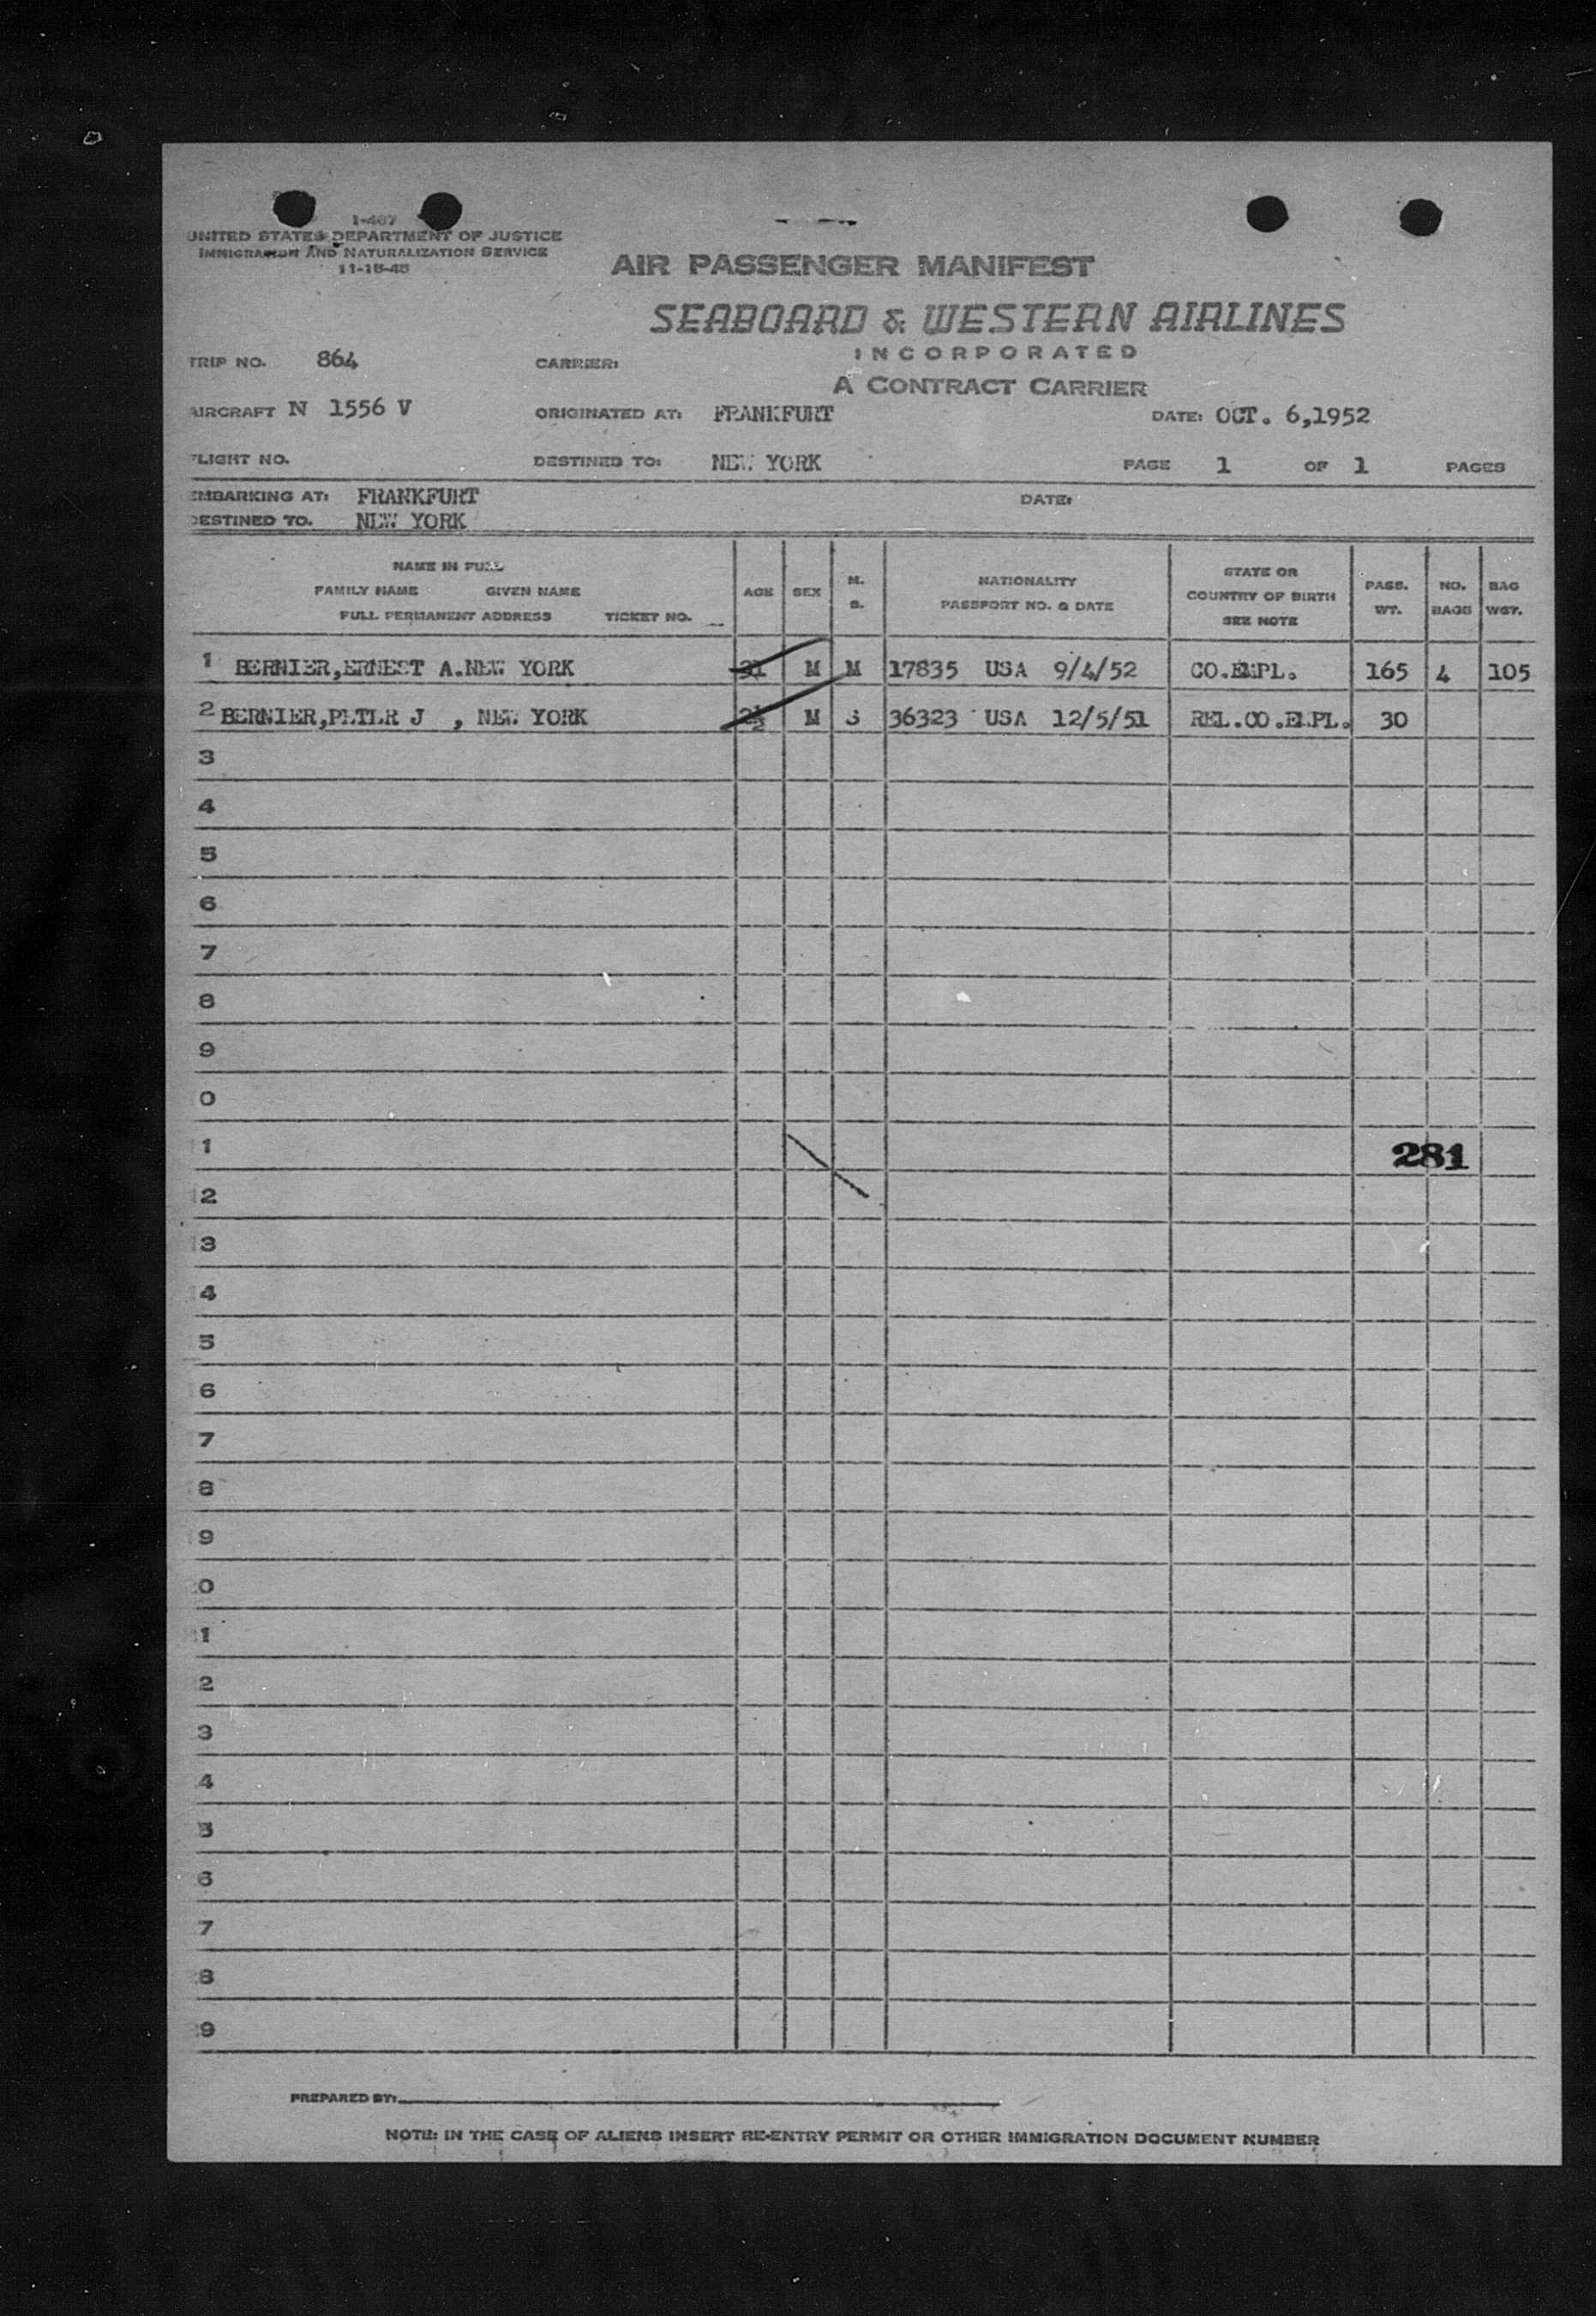 I-467
UNITED STATES DEPARTMENT OF JUSTICE
IMMIGRATION AND NATURALIZATION SERVICE
11-15-45
AIR PASSENGER MANIFEST
SEABOARD & WESTERN AIRLINES
INCORPORATED
A CONTRACT CARRIER
TRIP NO. 864 CARRIER:
AIRCRAFT N 1556 V ORIGINATED AT: FRANKFURT DATE: OCT. 6,1952
FLIGHT NO. DESTINED TO: NEW YORK PAGE 1 OF 1 PAGES
EMBARKING AT: FRANKFURT DATE:
DESTINED TO. NEW YORK
NAME IN FULL
FAMILY NAME GIVEN NAME
FULL PERMANENT ADDRESS TICKET NO.
AGE SEX M. S.
NATIONALITY
PASSPORT NO. & DATE
STATE OR
COUNTRY OF BIRTH
SEE NOTE
PASS. WT. NO. BAGS BAG WGT.
1 BERNIER,ERNEST A.NEW YORK 31 M M 17835 USA 9/4/52 CO.EMPL. 165 4 105
2 BERNIER,PETER J , NEW YORK 2½ M S 36323 USA 12/5/51 REL.CO.EMPL. 30
3
4
5
6
7
8
9
0
1 281
2
3
4
5
6
7
8
9
0
1
2
3
4
5
6
7
8
9
PREPARED BY:
NOTE: IN THE CASE OF ALIENS INSERT RE-ENTRY PERMIT OR OTHER IMMIGRATION DOCUMENT NUMBER